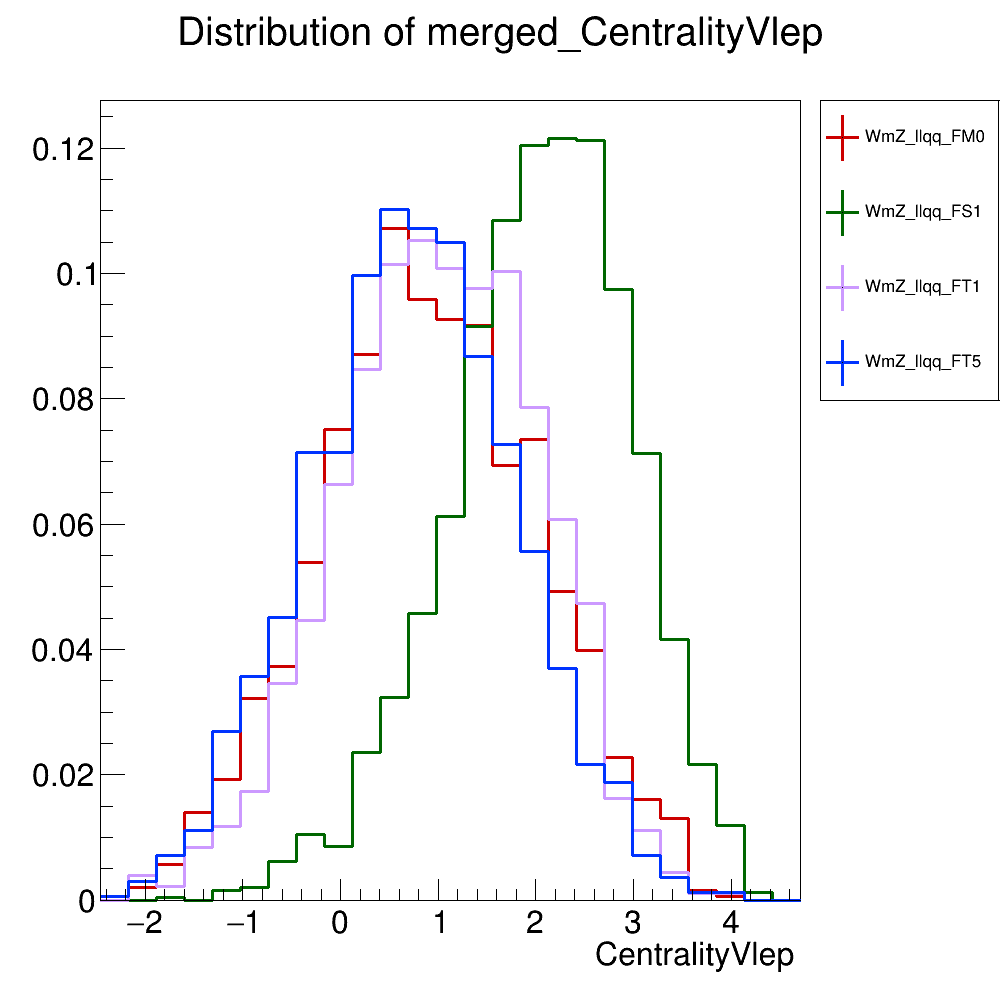 Distribution of merged_CentralityVlep
0.12
0.1
0.08
0.06
0.04
0.02
0
−2 −1 0 1 2 3 4
CentralityVlep
WmZ_llqq_FM0
WmZ_llqq_FS1
WmZ_llqq_FT1
WmZ_llqq_FT5